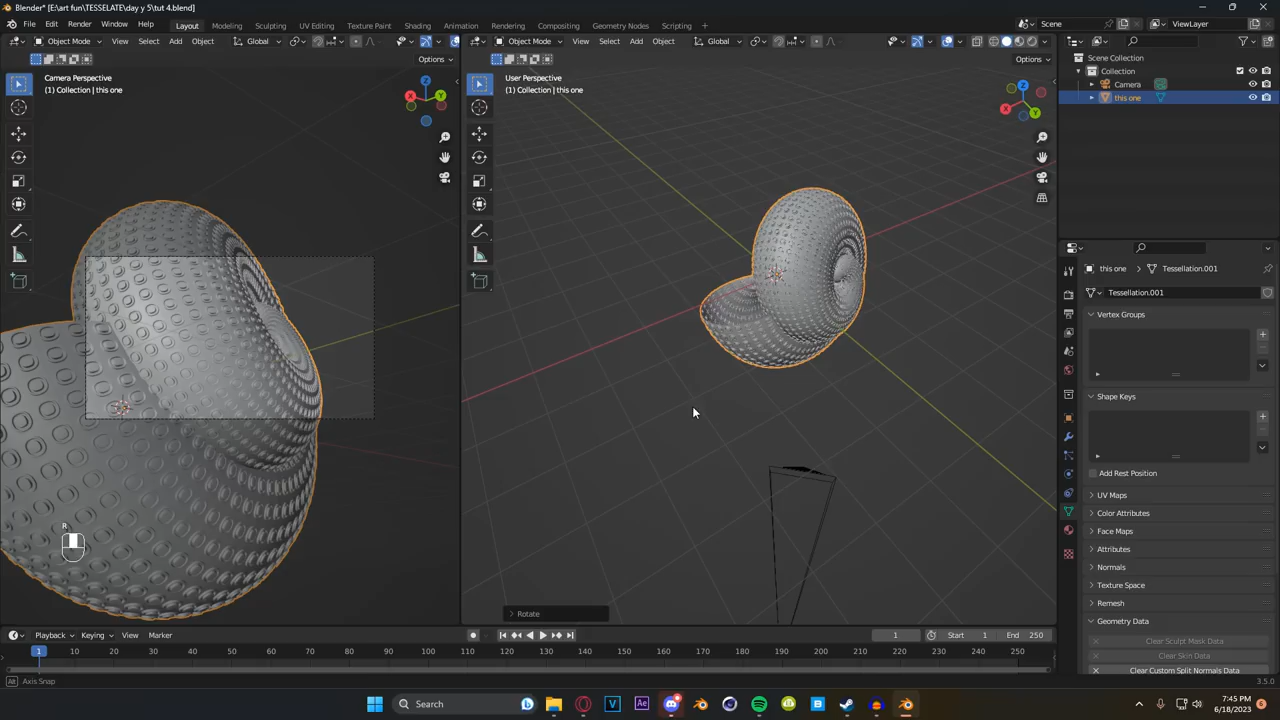 Blender* [E:\art fun\TESSELATE\day y 5\tut 4.blend]
File Edit Render Window Help Layout Modeling Sculpting UV Editing Texture Paint Shading Animation Rendering Compositing Geometry Nodes Scripting Scene ViewLayer
Object Mode View Select Add Object Global Object Mode View Select Add Object Global
Options Options
Scene Collection
Collection
Camera
this one
Camera Perspective
(1) Collection | this one
User Perspective
(1) Collection | this one
X Y Z
X Y Z
this one Tessellation.001
Tessellation.001
Vertex Groups
Shape Keys
Add Rest Position
UV Maps
Color Attributes
Face Maps
Attributes
Normals
Texture Space
Remesh
Geometry Data
Clear Sculpt Mask Data
Clear Skin Data
Clear Custom Split Normals Data
R
Rotate
Playback Keying View Marker 1 Start 1 End 250
1 10 20 30 40 50 60 70 80 90 100 110 120 130 140 150 160 170 180 190 200 210 220 230 240 250
Alt Axis Snap 3.5.0
Search V Ae B 7:45 PM
6/18/2023